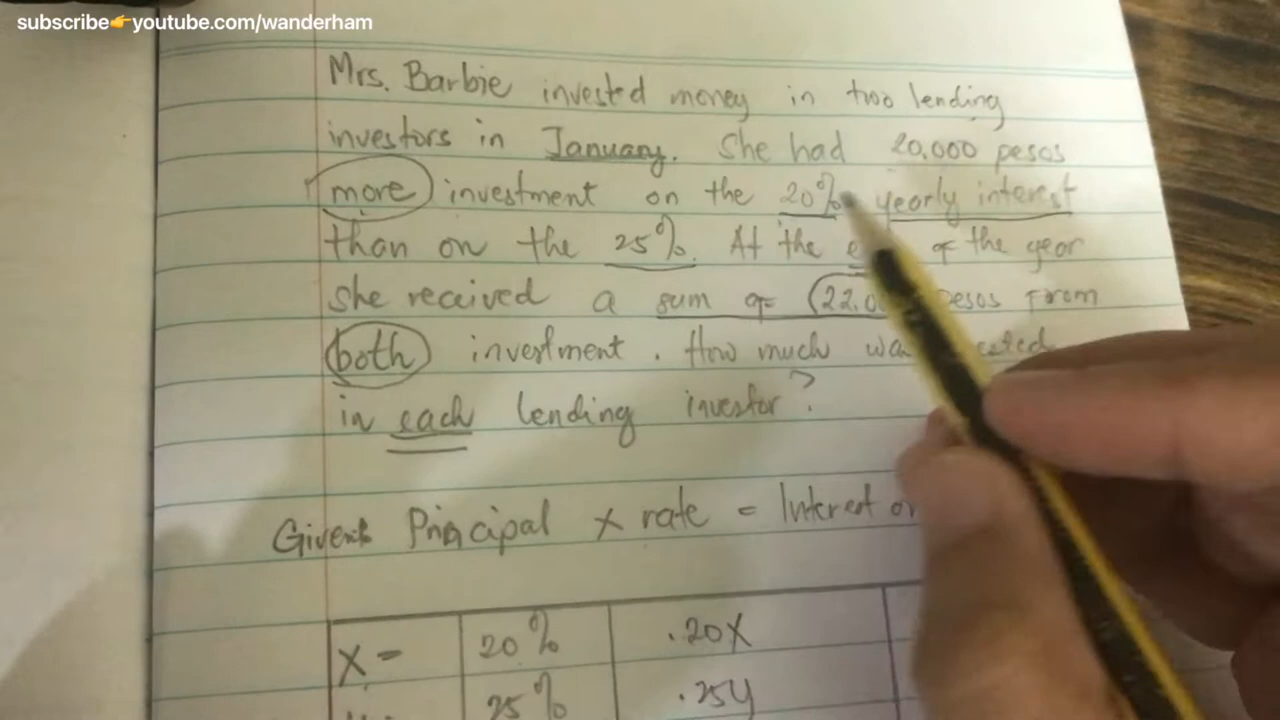 subscribe👉youtube.com/wanderham
Mrs. Barbie invested money in two lending
investors in January. She had 20,000 pesos
more investment on the 20% yearly interest
than on the 25%. At the of the year
she received a sum of 22,0 pesos from
both investment. How much
in each lending investor?
Given: Principal x rate = Interest or
X = 20% .20X
25% .25y